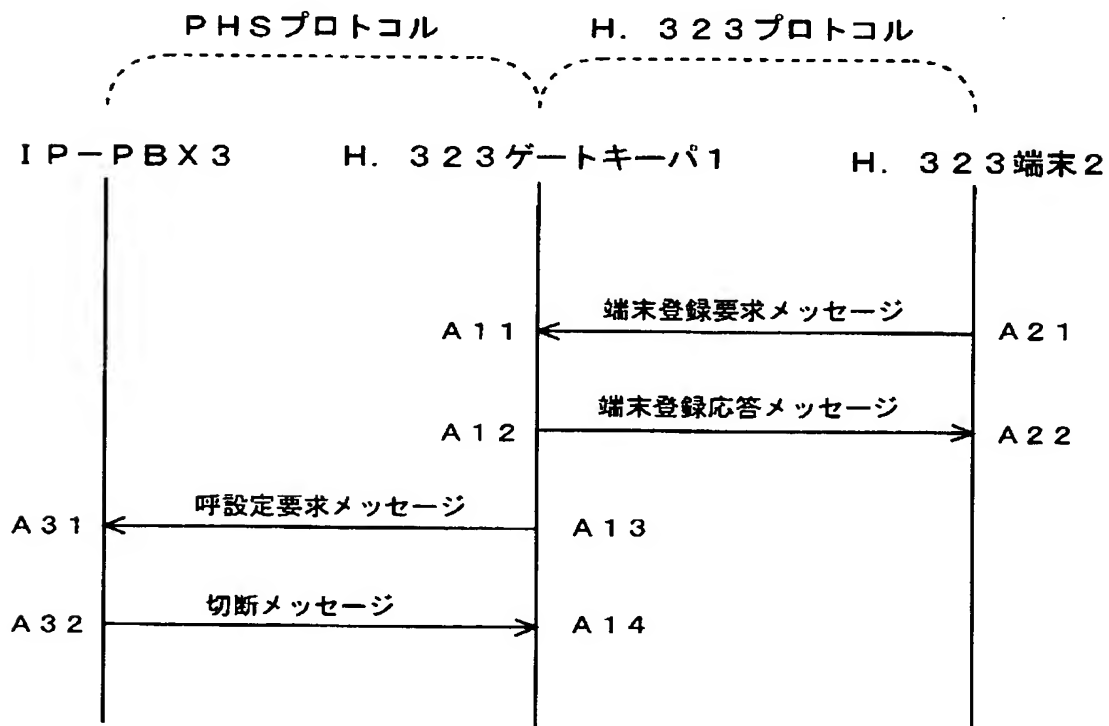 PHSプロトコル H. 323プロトコル
IP-PBX3 H. 323ゲートキーパ1 H. 323端末2
端末登録要求メッセージ
A11 A21
端末登録応答メッセージ
A12 A22
呼設定要求メッセージ
A31 A13
切断メッセージ
A32 A14